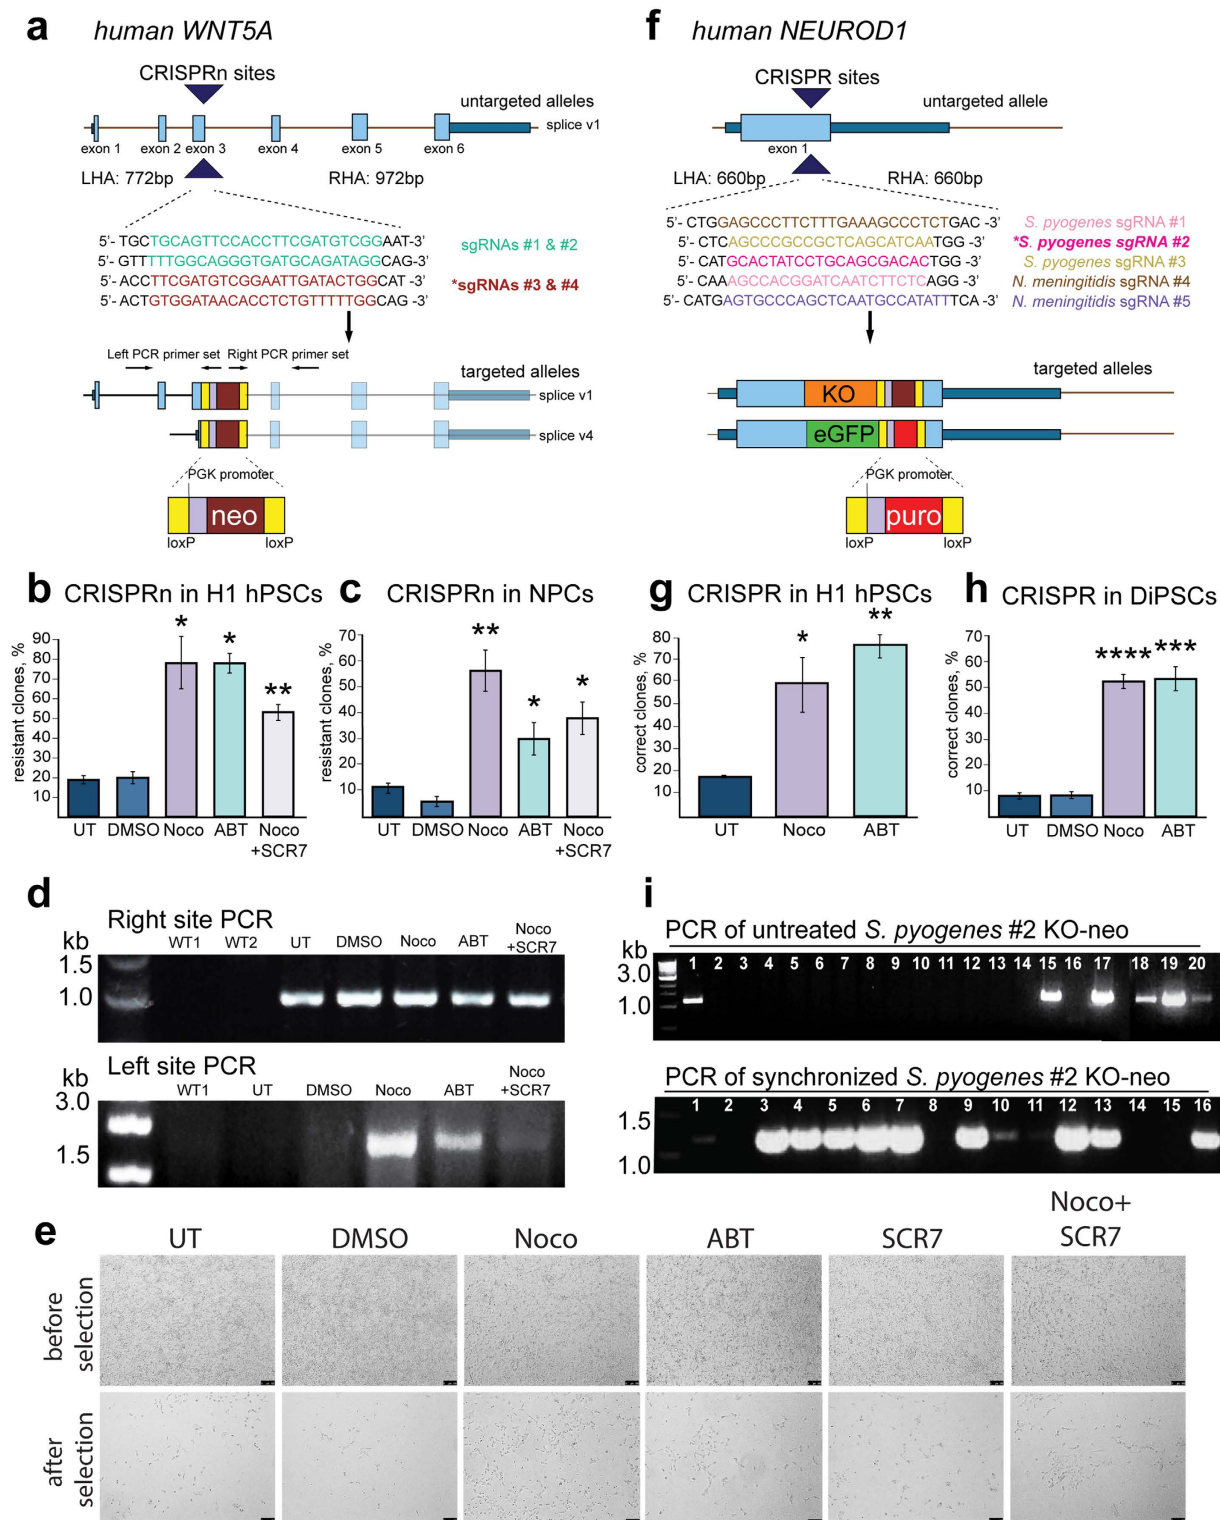 a human WNT5A
CRISPRn sites
untargeted alleles
splice v1
exon 1 exon 2 exon 3 exon 4 exon 5 exon 6
LHA: 772bp RHA: 972bp
5'- TGCTGCAGTTCCACCTTCGATGTCGGAAT-3'
5'- GTTTTTGGCAGGGTGATGCAGATAGGCAG-3'
5'- ACCTTCGATGTCGGAATTGATACTGGCAT -3'
5'- ACTGTGGATAACACCTCTGTTTTTGGCAG -3'
sgRNAs #1 & #2
*sgRNAs #3 & #4
Left PCR primer set Right PCR primer set
targeted alleles
splice v1
splice v4
PGK promoter
neo
loxP loxP
f human NEUROD1
CRISPR sites
untargeted allele
exon 1
LHA: 660bp RHA: 660bp
5'- CTGGAGCCCTTCTTTGAAAGCCCTCTGAC -3'
5'- CTCAGCCCGCCGCTCAGCATCAATGG -3'
5'- CATGCACTATCCTGCAGCGACACTGG -3'
5'- CAAAGCCACGGATCAATCTTCTCAGG -3'
5'- CATGAGTGCCCAGCTCAATGCCATATTTCA -3'
S. pyogenes sgRNA #1
*S. pyogenes sgRNA #2
S. pyogenes sgRNA #3
N. meningitidis sgRNA #4
N. meningitidis sgRNA #5
targeted alleles
KO
eGFP
PGK promoter
puro
loxP loxP
b CRISPRn in H1 hPSCs
resistant clones, %
90
80
70
60
50
40
30
20
10
* * **
UT DMSO Noco ABT Noco
+SCR7
c CRISPRn in NPCs
resistant clones, %
70
60
50
40
30
20
10
** * *
UT DMSO Noco ABT Noco
+SCR7
g CRISPR in H1 hPSCs
correct clones, %
80
70
60
50
40
30
20
10
* **
UT Noco ABT
h CRISPR in DiPSCs
correct clones, %
70
60
50
40
30
20
10
**** ***
UT DMSO Noco ABT
d
Right site PCR
kb WT1 WT2 UT DMSO Noco ABT Noco
+SCR7
1.5
1.0
Left site PCR
kb WT1 UT DMSO Noco ABT Noco
+SCR7
3.0
1.5
i
PCR of untreated S. pyogenes #2 KO-neo
kb 1 2 3 4 5 6 7 8 9 10 11 12 13 14 15 16 17 18 19 20
3.0
1.0
PCR of synchronized S. pyogenes #2 KO-neo
1 2 3 4 5 6 7 8 9 10 11 12 13 14 15 16
1.5
1.0
e UT DMSO Noco ABT SCR7 Noco+
SCR7
before
selection
after
selection